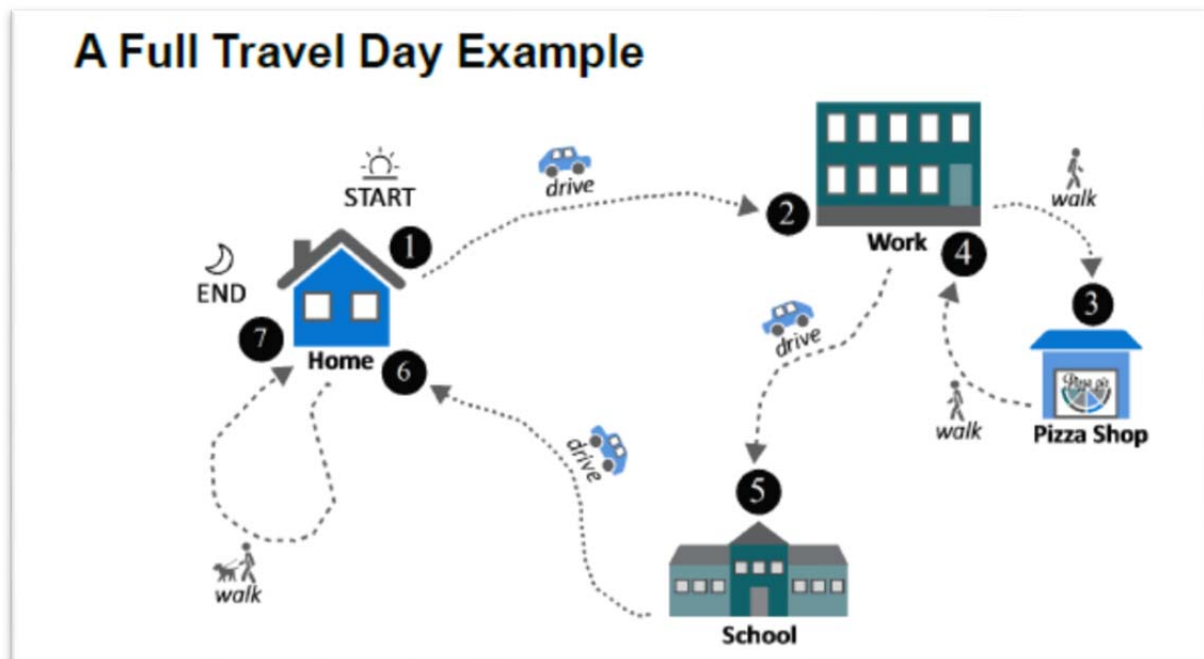 A Full Travel Day Example
START
1
drive
2
Work
walk
3
Pizza Shop
walk
4
drive
5
School
drive
6
Home
walk
7
END